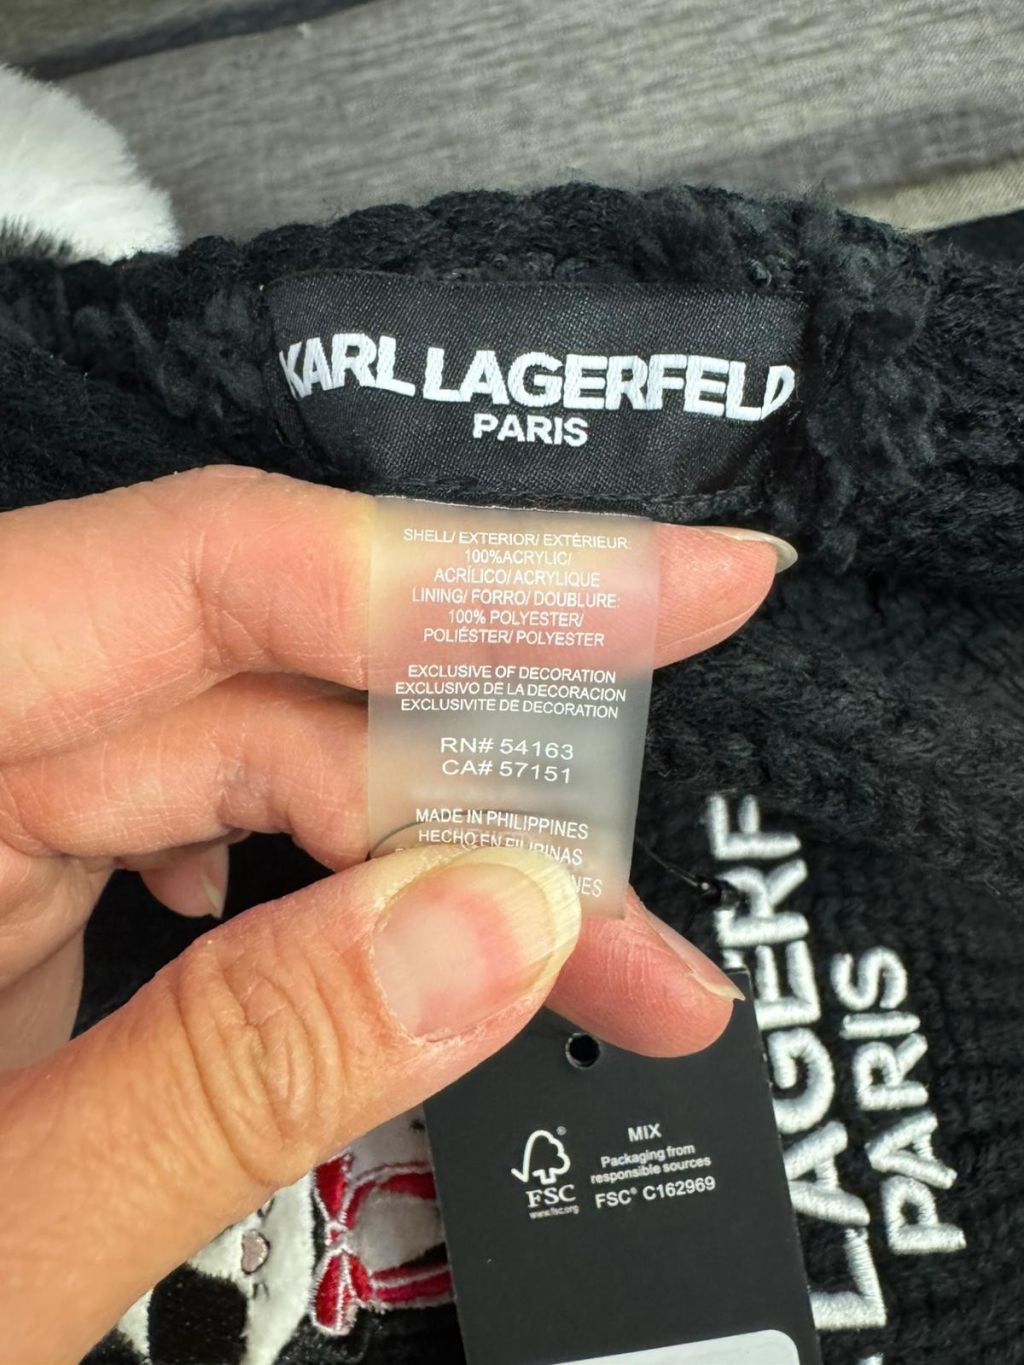 KARL LAGERFELD
PARIS
SHELL/ EXTERIOR/ EXTÉRIEUR:
100%ACRYLIC/
ACRÍLICO/ ACRYLIQUE
LINING/ FORRO/ DOUBLURE:
100% POLYESTER/
POLIÉSTER/ POLYESTER
EXCLUSIVE OF DECORATION
EXCLUSIVO DE LA DECORACION
EXCLUSIVITE DE DECORATION
RN# 54163
CA# 57151
MADE IN PHILIPPINES
HECHO EN FILIPINAS
LAGERF
PARIS
MIX
Packaging from
responsible sources
FSC® C162969
FSC
www.fsc.org